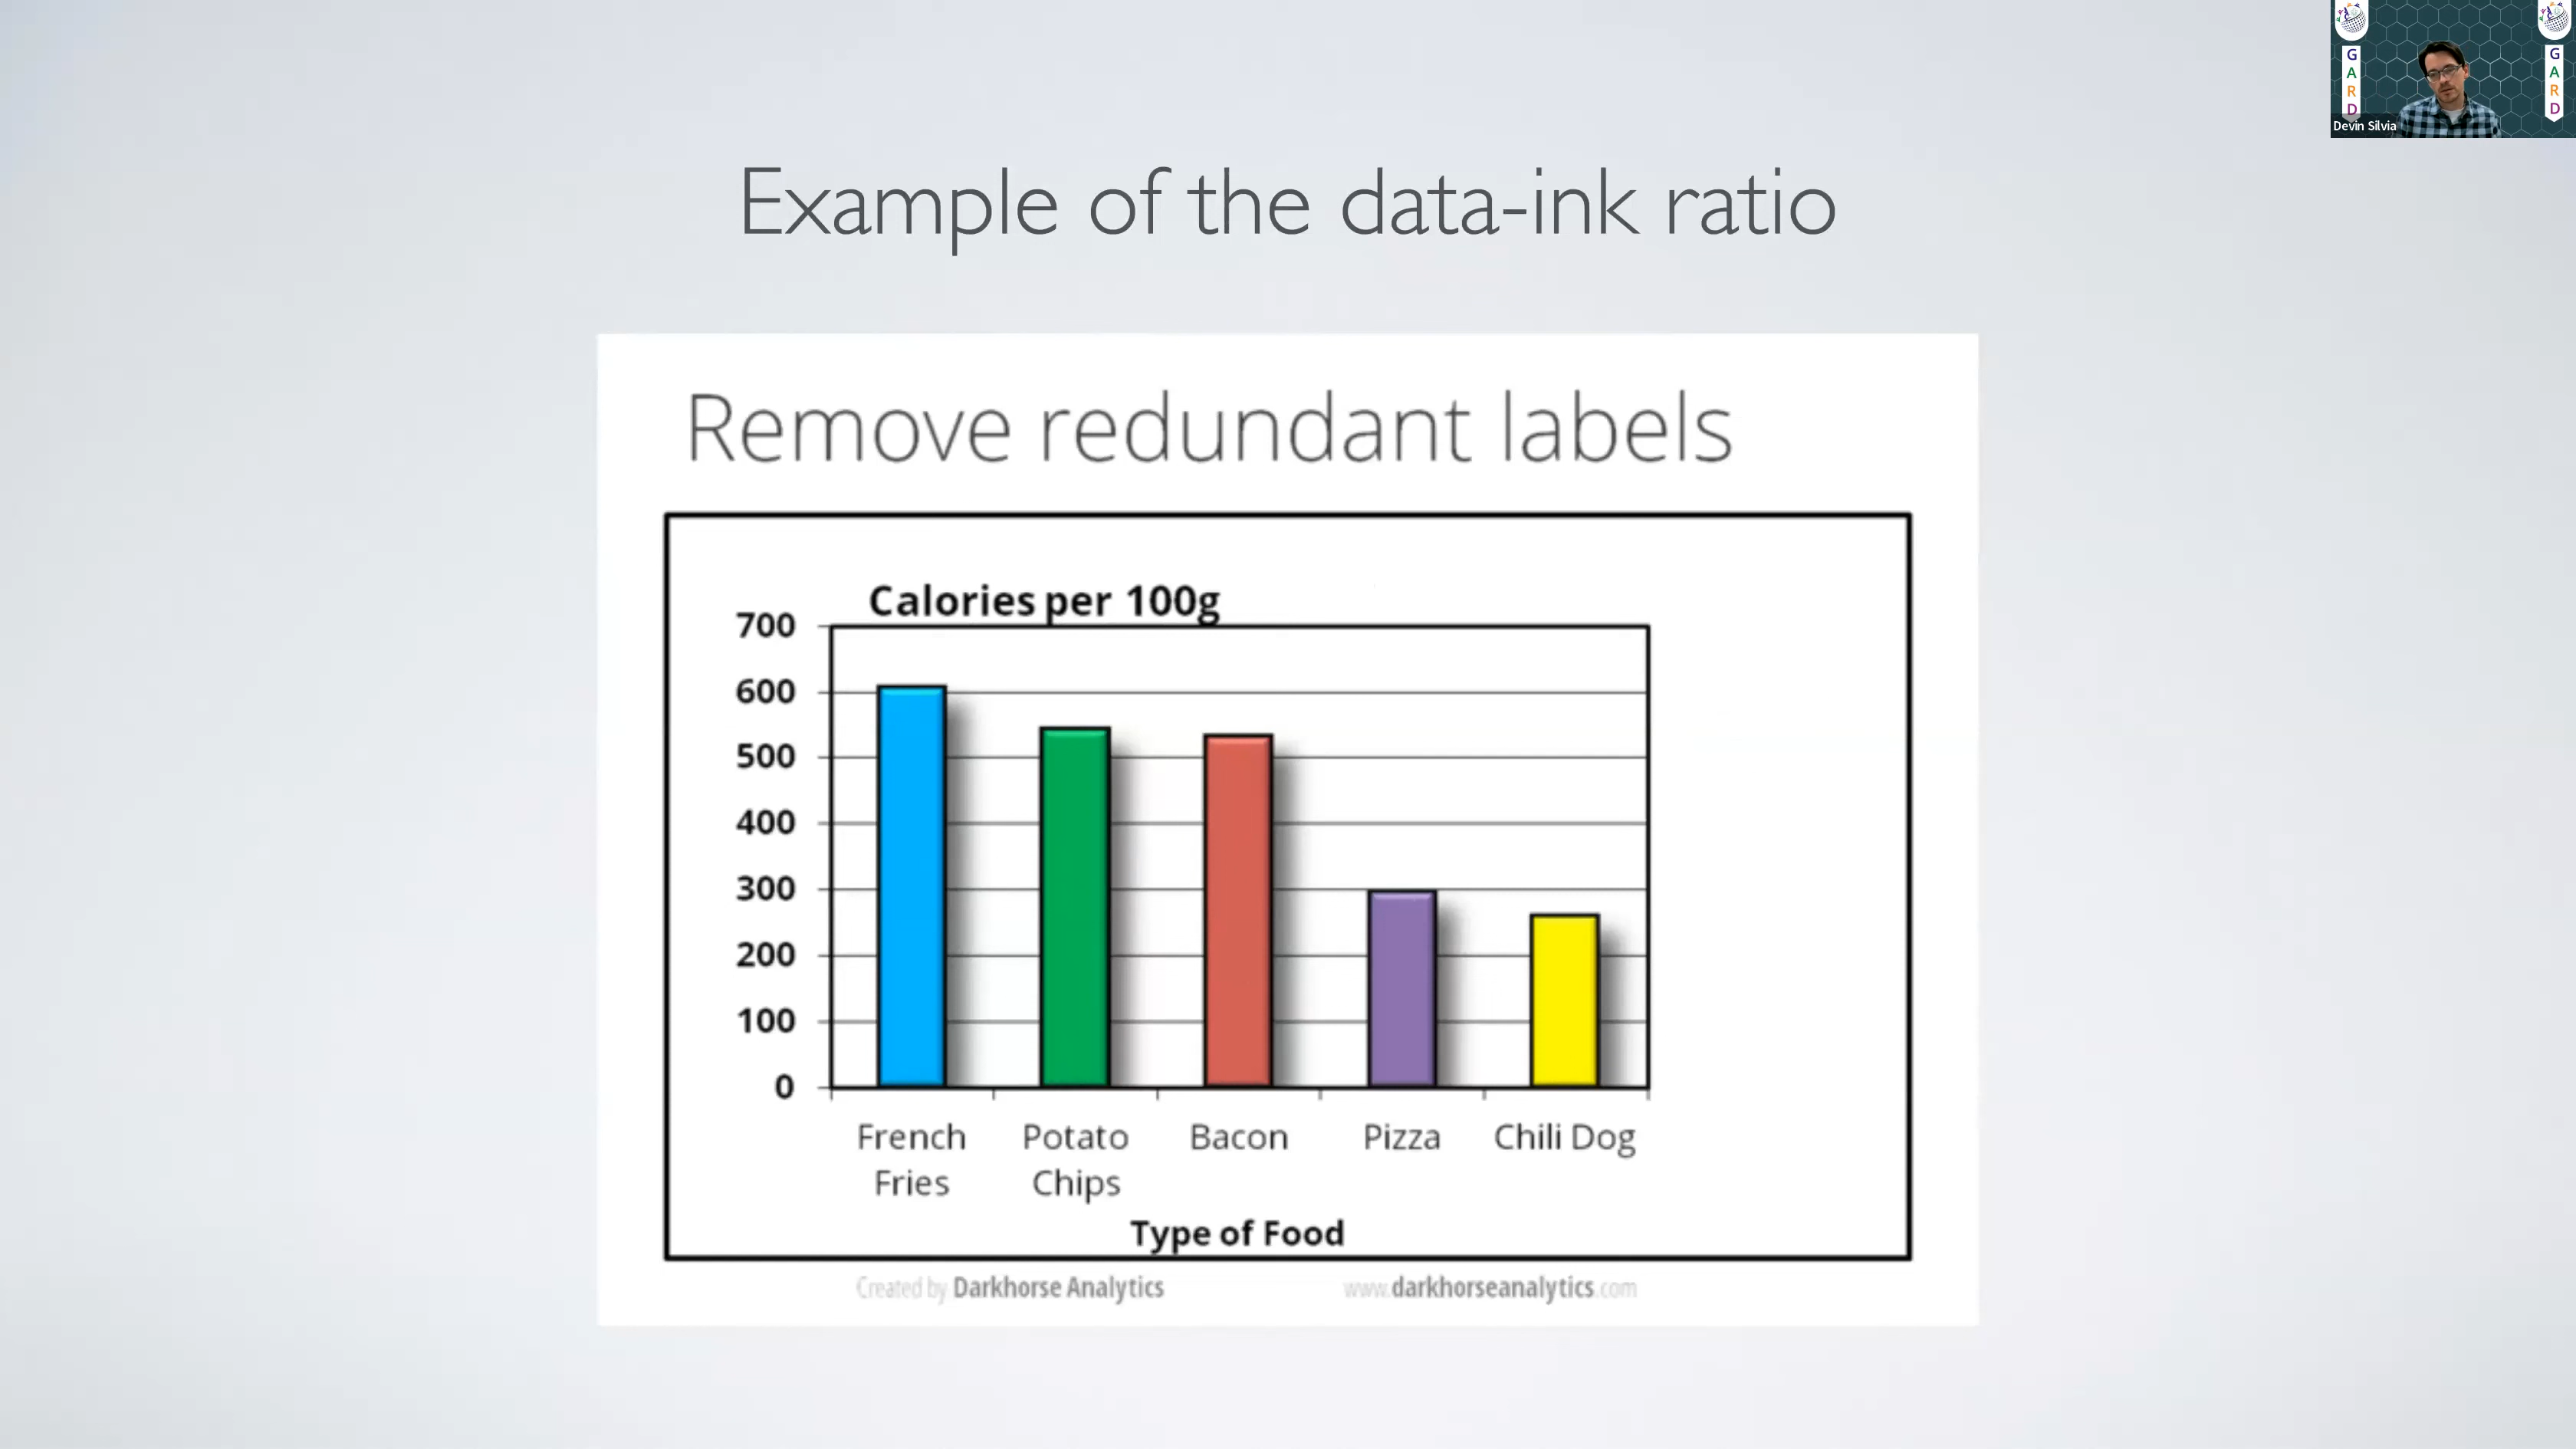 G
A
R
D
G
A
R
D
Devin Silvia
Example of the data-ink ratio
Remove redundant labels
Calories per 100g
700
600
500
400
300
200
100
0
French
Fries
Potato
Chips
Bacon
Pizza
Chili Dog
Type of Food
Created by Darkhorse Analytics
www.darkhorseanalytics.com